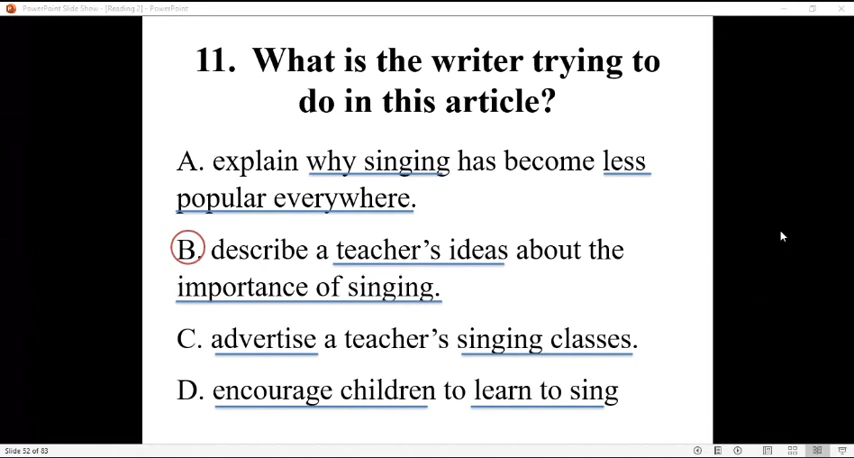 PowerPoint Slide Show - [Reading 2] - PowerPoint
11. What is the writer trying to
do in this article?
A. explain why singing has become less
popular everywhere.
B. describe a teacher’s ideas about the
importance of singing.
C. advertise a teacher’s singing classes.
D. encourage children to learn to sing
Slide 52 of 83